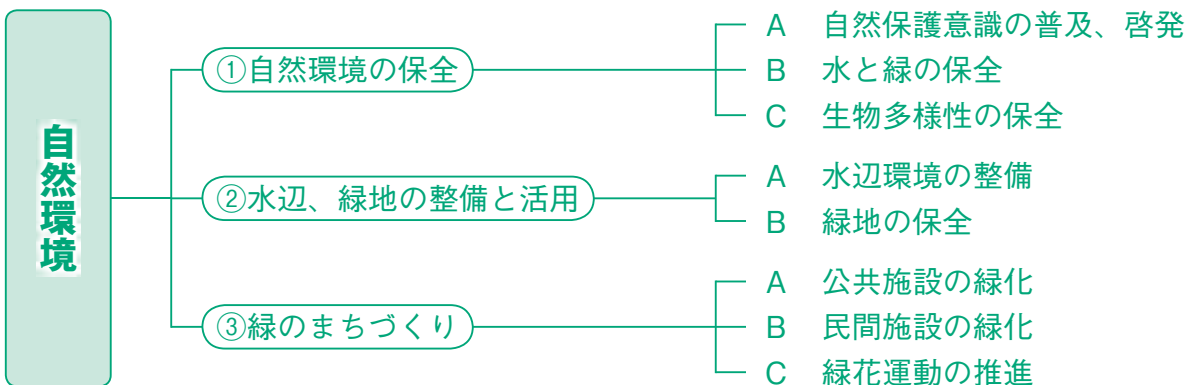 自然環境
①自然環境の保全
A 自然保護意識の普及、啓発
B 水と緑の保全
C 生物多様性の保全
②水辺、緑地の整備と活用
A 水辺環境の整備
B 緑地の保全
③緑のまちづくり
A 公共施設の緑化
B 民間施設の緑化
C 緑花運動の推進